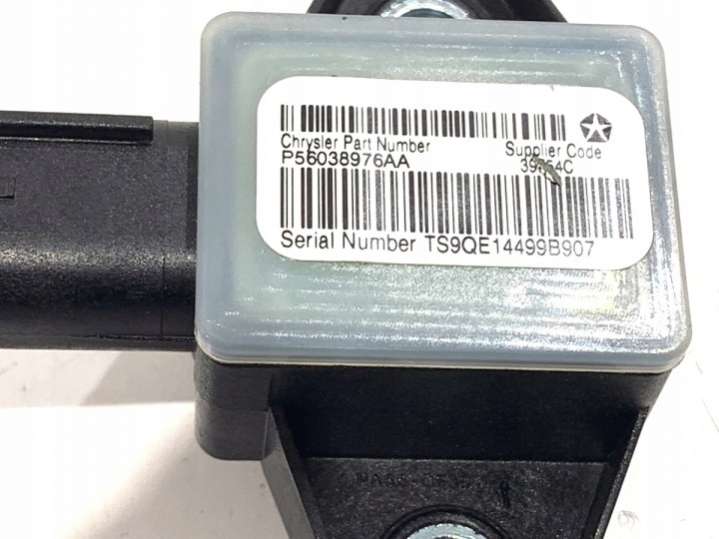 Chrysler Part Number Supplier Code
P56038976AA
Serial Number TS9QE14499B907